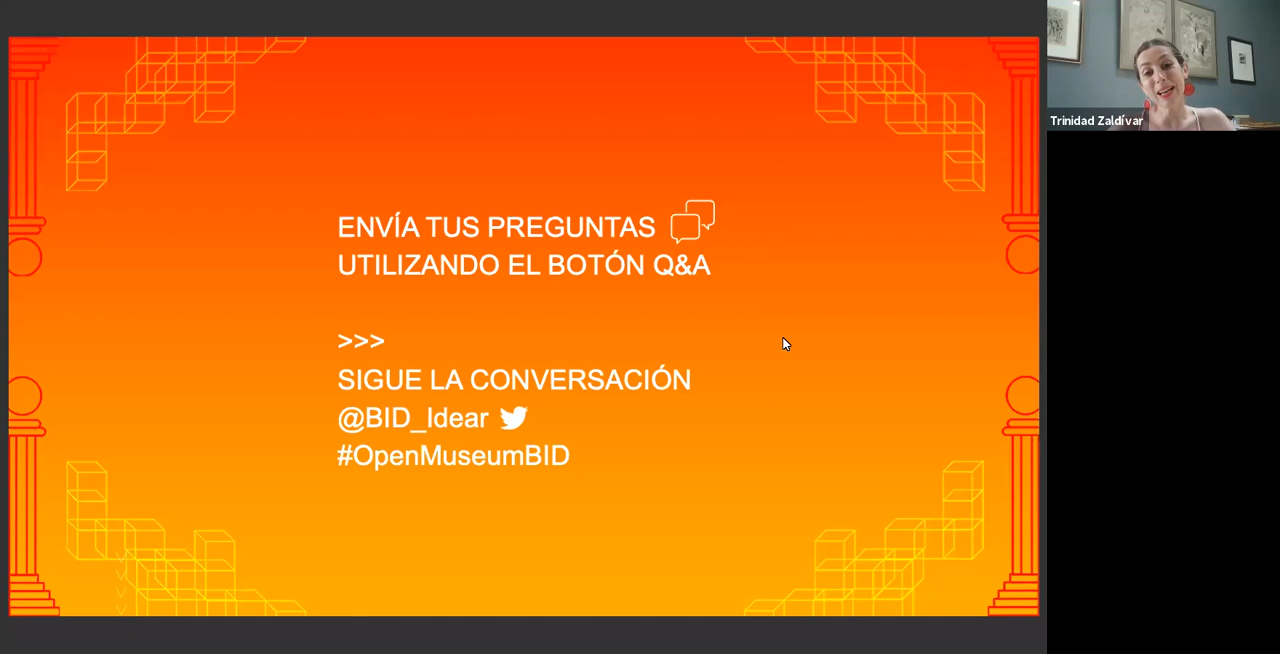 ENVÍA TUS PREGUNTAS
UTILIZANDO EL BOTÓN Q&A
>>>
SIGUE LA CONVERSACIÓN
@BID_Idear
#OpenMuseumBID
Trinidad Zaldívar